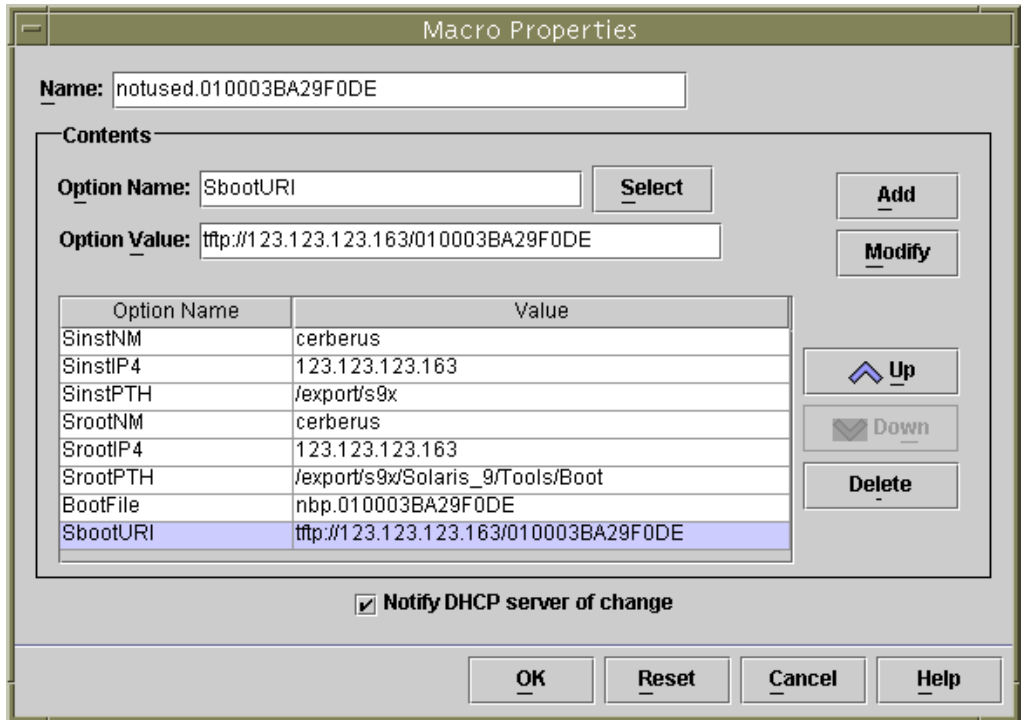 Macro Properties
Name: notused.010003BA29F0DE
Contents
Option Name: SbootURI Select Add
Option Value: tftp://123.123.123.163/010003BA29F0DE Modify
Option Name Value
SinstNM cerberus
SinstIP4 123.123.123.163
SinstPTH /export/s9x
SrootNM cerberus
SrootIP4 123.123.123.163
SrootPTH /export/s9x/Solaris_9/Tools/Boot
BootFile nbp.010003BA29F0DE
SbootURI tftp://123.123.123.163/010003BA29F0DE
Up
Down
Delete
Notify DHCP server of change
OK Reset Cancel Help